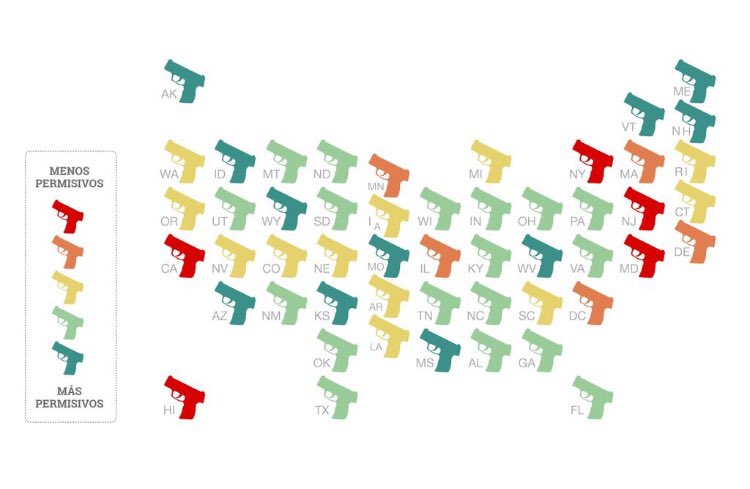 AK
ME
VT
NH
MENOS
PERMISIVOS
WA
ID
MT
ND
MN
MI
NY
MA
RI
OR
UT
WY
SD
IA
WI
IN
OH
PA
NJ
CT
CA
NV
CO
NE
MO
IL
KY
WV
VA
MD
DE
AZ
NM
KS
AR
TN
NC
SC
DC
OK
LA
MS
AL
GA
MÁS
PERMISIVOS
HI
TX
FL